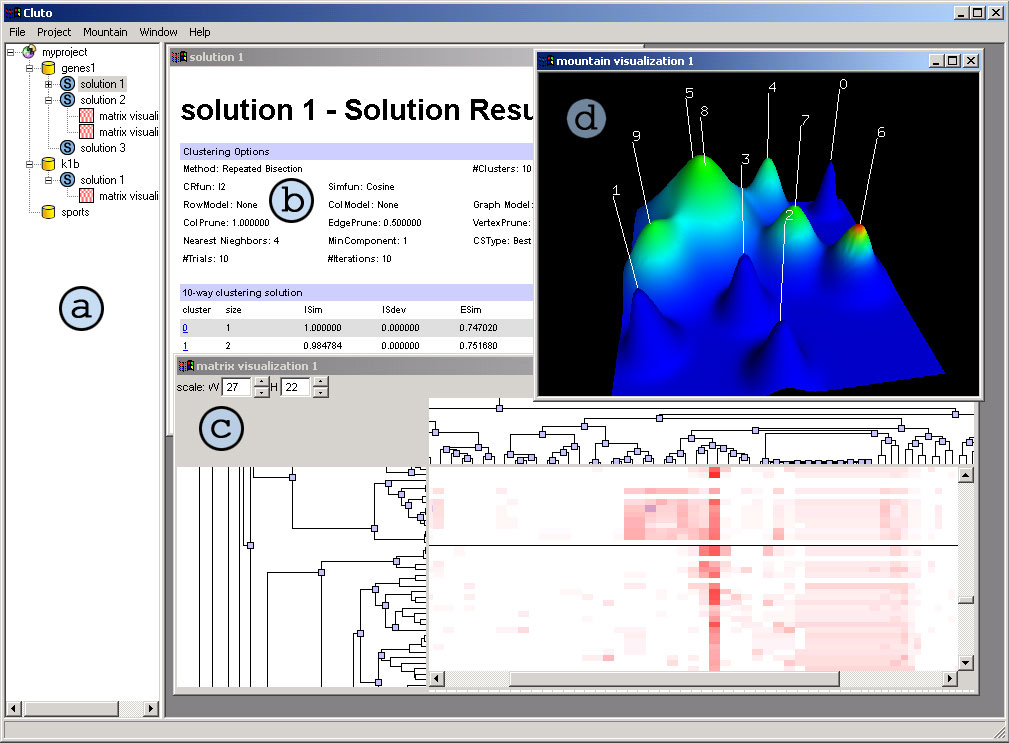 Cluto
File Project Mountain Window Help
myproject
genes1
solution 1
solution 2
matrix visuali
matrix visuali
solution 3
k1b
solution 1
matrix visuali
sports
a
solution 1
solution 1 - Solution Resu
Clustering Options
Method: Repeated Bisection #Clusters: 10
CRfun: I2 Simfun: Cosine
RowModel: None ColModel: None Graph Model:
ColPrune: 1.000000 EdgePrune: 0.500000 VertexPrune:
Nearest Nieghbors: 4 MinComponent: 1 CSType: Best
#Trials: 10 #Iterations: 10
b
10-way clustering solution
cluster size ISim ISdev ESim
0 1 1.000000 0.000000 0.747020
1 2 0.984784 0.000000 0.751680
matrix visualization 1
scale: W 27 H 22
c
mountain visualization 1
d
5
8
4
0
9
7
6
3
1
2